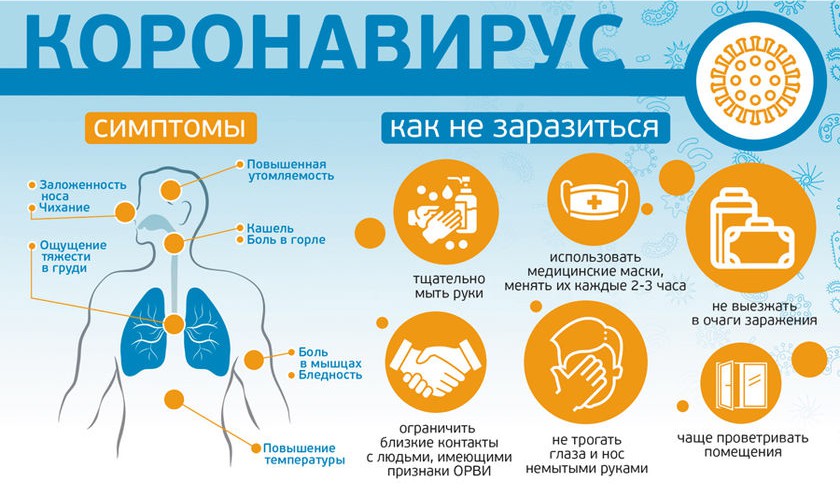 КОРОНАВИРУС
симптомы
Повышенная
утомляемость
Заложенность
носа
Чихание
Кашель
Боль в горле
Ощущение
тяжести
в груди
Боль
в мышцах
Бледность
Повышение
температуры
как не заразиться
тщательно
мыть руки
использовать
медицинские маски,
менять их каждые 2-3 часа
не выезжать
в очаги заражения
ограничить
близкие контакты
с людьми, имеющими
признаки ОРВИ
не трогать
глаза и нос
немытыми руками
чаще проветривать
помещения